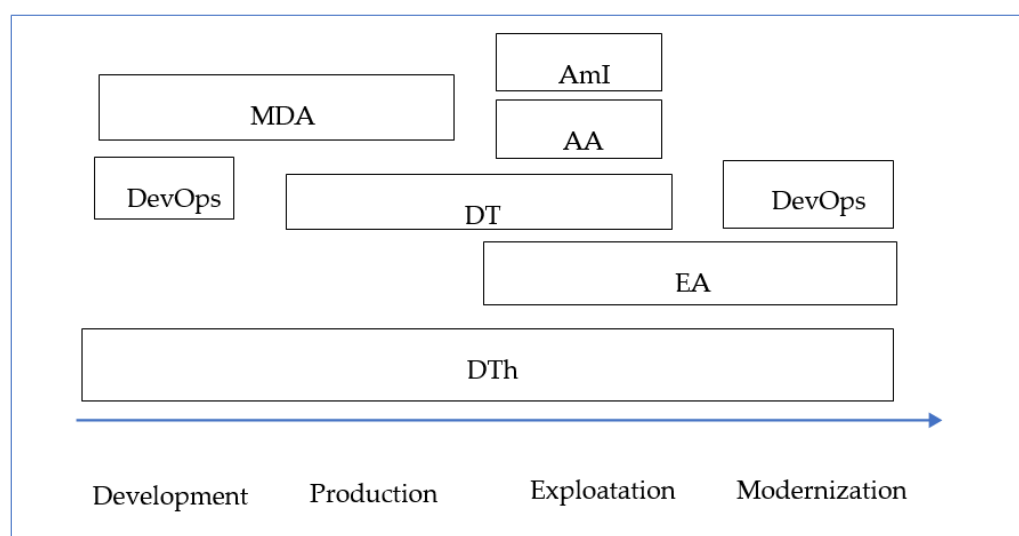 AmI
MDA
AA
DevOps
DT
DevOps
EA
DTh
Development
Production
Exploatation
Modernization